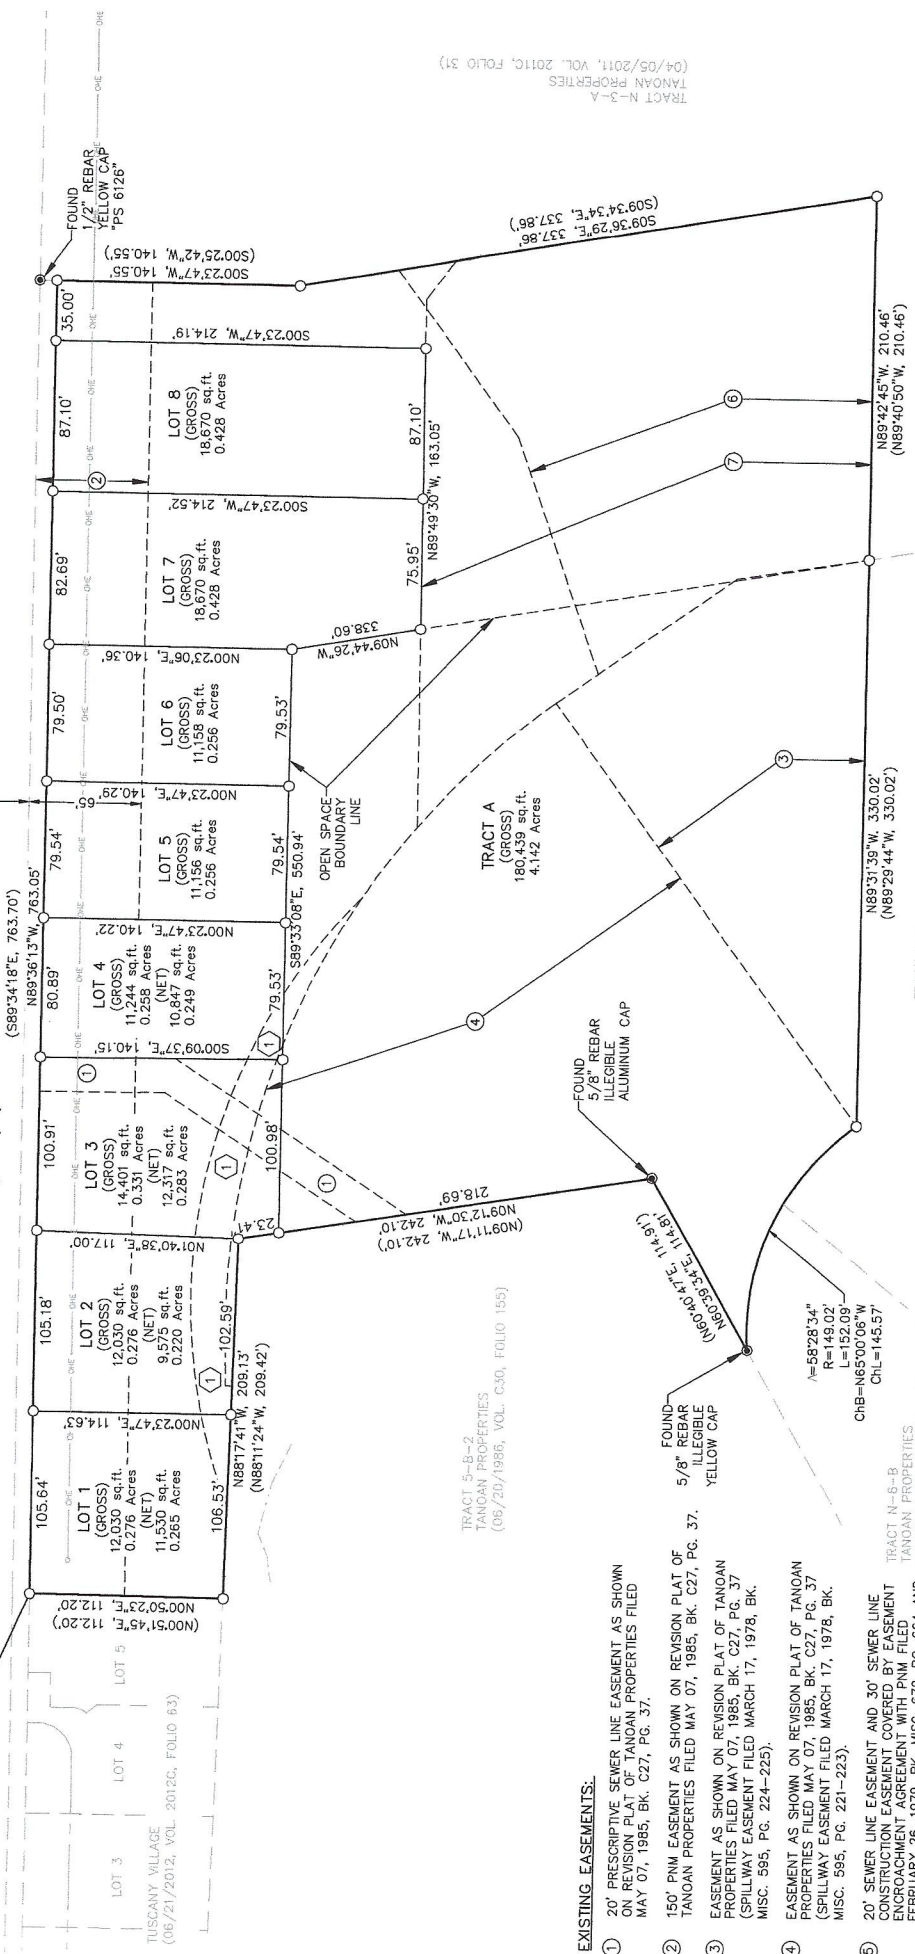 (S89°34'18"E, 763.70')
N89°36'13"W, 763.05'
105.64'
105.18'
100.91'
80.89'
79.54'
79.50'
82.69'
87.10'
35.00'
FOUND
1/2" REBAR
YELLOW CAP
"PS 6126"
OHE
OHE
OHE
OHE
OHE
OHE
OHE
OHE
OHE
OHE
65'
②
①
(N00°51'45"E, 112.20')
N00°50'23"E, 112.20'
LOT 1
(GROSS)
12,030 sq.ft.
0.276 Acres
(NET)
11,530 sq.ft.
0.265 Acres
106.53'
N00°23'47"E, 114.63'
LOT 2
(GROSS)
12,030 sq.ft.
0.276 Acres
(NET)
9,575 sq.ft.
0.220 Acres
102.59'
1
N88°17'41"W, 209.13'
(N88°11'24"W, 209.42')
N01°40'38"E, 117.00'
LOT 3
(GROSS)
14,401 sq.ft.
0.331 Acres
(NET)
12,317 sq.ft.
0.283 Acres
1
23.41'
100.98'
①
S00°09'37"E, 140.15'
LOT 4
(GROSS)
11,244 sq.ft.
0.258 Acres
(NET)
10,847 sq.ft.
0.249 Acres
1
79.53'
N00°23'47"E, 140.22'
LOT 5
(GROSS)
11,156 sq.ft.
0.256 Acres
79.54'
S89°33'08"E, 550.94'
N00°23'47"E, 140.29'
LOT 6
(GROSS)
11,158 sq.ft.
0.256 Acres
79.53'
N00°23'06"E, 140.36'
LOT 7
(GROSS)
18,670 sq.ft.
0.428 Acres
N09°44'26"W
338.60'
75.95'
S00°23'47"W, 214.52'
LOT 8
(GROSS)
18,670 sq.ft.
0.428 Acres
87.10'
N89°49'30"W, 163.05'
S00°23'47"W, 214.19'
S00°23'47"W, 140.55'
(S00°25'42"W, 140.55')
S09°36'29"E, 337.86'
(S09°34'34"E, 337.86')
TRACT N-3-A
TANOAN PROPERTIES
(04/05/2011, VOL. 2011C, FOLIO 31)
OPEN SPACE
BOUNDARY
LINE
TRACT A
(GROSS)
180,439 sq.ft.
4.142 Acres
④
③
⑦
⑥
N09°12'30"W, 242.10'
218.69'
(N09°11'17"W, 242.10')
FOUND
5/8" REBAR
ILLEGIBLE
ALUMINUM CAP
(N60°40'47"E, 114.91')
N60°39'34"E, 114.81'
FOUND
5/8" REBAR
ILLEGIBLE
YELLOW CAP
Δ=58°28'34"
R=149.02'
L=152.09'
ChB=N65°00'06"W
ChL=145.57'
N89°31'39"W, 330.02'
(N89°29'44"W, 330.02')
N89°42'45"W, 210.46'
(N89°40'50"W, 210.46')
TRACT 5-B-2
TANOAN PROPERTIES
(06/20/1986, VOL. C30, FOLIO 155)
TRACT N-6-B
TANOAN PROPERTIES
LOT 3
LOT 4
LOT 5
TUSCANY VILLAGE
(06/21/2012, VOL. 2012C, FOLIO 63)
EXISTING EASEMENTS:
① 20' PRESCRIPTIVE SEWER LINE EASEMENT AS SHOWN
ON REVISION PLAT OF TANOAN PROPERTIES FILED
MAY 07, 1985, BK. C27, PG. 37.
② 150' PNM EASEMENT AS SHOWN ON REVISION PLAT OF
TANOAN PROPERTIES FILED MAY 07, 1985, BK. C27, PG. 37.
③ EASEMENT AS SHOWN ON REVISION PLAT OF TANOAN
PROPERTIES FILED MAY 07, 1985, BK. C27, PG. 37
(SPILLWAY EASEMENT FILED MARCH 17, 1978, BK.
MISC. 595, PG. 224-225).
④ EASEMENT AS SHOWN ON REVISION PLAT OF TANOAN
PROPERTIES FILED MAY 07, 1985, BK. C27, PG. 37
(SPILLWAY EASEMENT FILED MARCH 17, 1978, BK.
MISC. 595, PG. 221-223).
⑤ 20' SEWER LINE EASEMENT AND 30' SEWER LINE
CONSTRUCTION EASEMENT COVERED BY EASEMENT
ENCROACHMENT AGREEMENT WITH PNM FILED